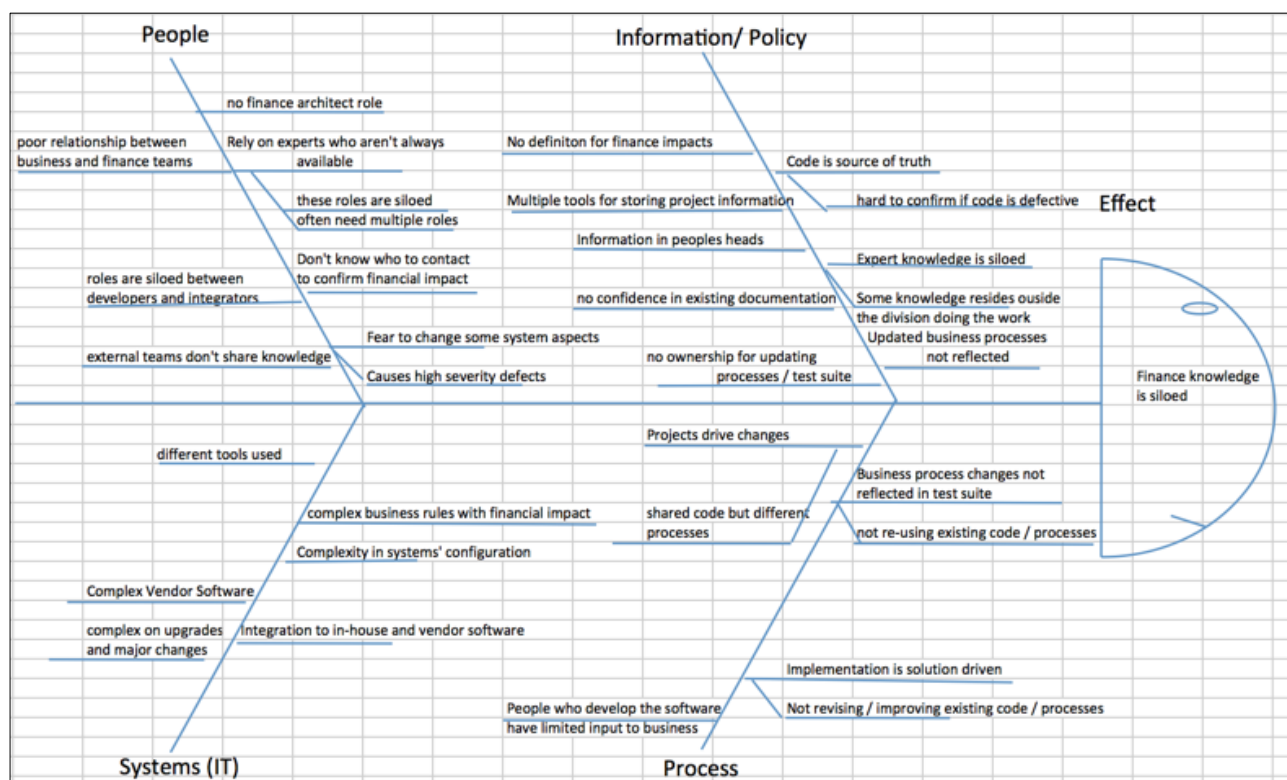 People
Information/ Policy
no finance architect role
poor relationship between
business and finance teams
Rely on experts who aren't always
available
these roles are siloed
often need multiple roles
Don't know who to contact
to confirm financial impact
roles are siloed between
developers and integrators
Fear to change some system aspects
external teams don't share knowledge
Causes high severity defects
No definiton for finance impacts
Code is source of truth
Multiple tools for storing project information
hard to confirm if code is defective
Information in peoples heads
Expert knowledge is siloed
no confidence in existing documentation
Some knowledge resides ouside
the division doing the work
Updated business processes
not reflected
no ownership for updating
processes / test suite
Effect
Finance knowledge
is siloed
different tools used
complex business rules with financial impact
Complexity in systems' configuration
Complex Vendor Software
complex on upgrades
and major changes
Integration to in-house and vendor software
Systems (IT)
Projects drive changes
Business process changes not
reflected in test suite
shared code but different
processes
not re-using existing code / processes
Implementation is solution driven
People who develop the software
have limited input to business
Not revising / improving existing code / processes
Process